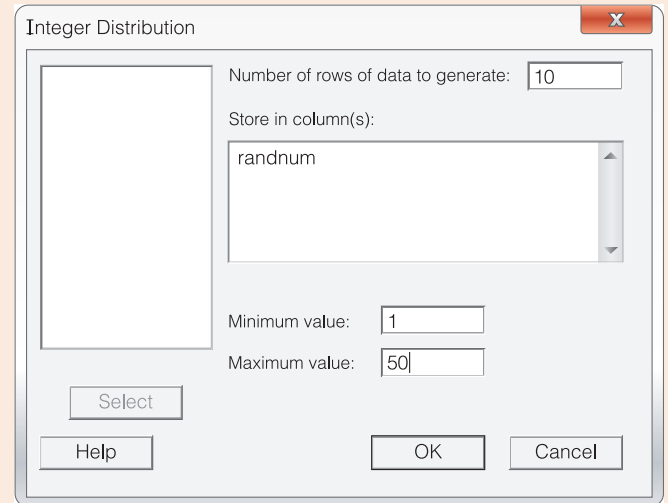 Integer Distribution
X
Number of rows of data to generate: 10
Store in column(s):
randnum
Minimum value: 1
Maximum value: 50
Select
Help OK Cancel